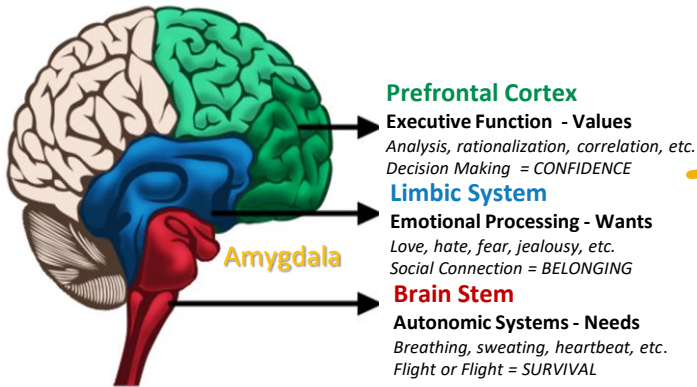 Prefrontal Cortex
Executive Function - Values
Analysis, rationalization, correlation, etc.
Decision Making = CONFIDENCE
Limbic System
Emotional Processing - Wants
Amygdala
Love, hate, fear, jealousy, etc.
Social Connection = BELONGING
Brain Stem
Autonomic Systems - Needs
Breathing, sweating, heartbeat, etc.
Flight or Flight = SURVIVAL